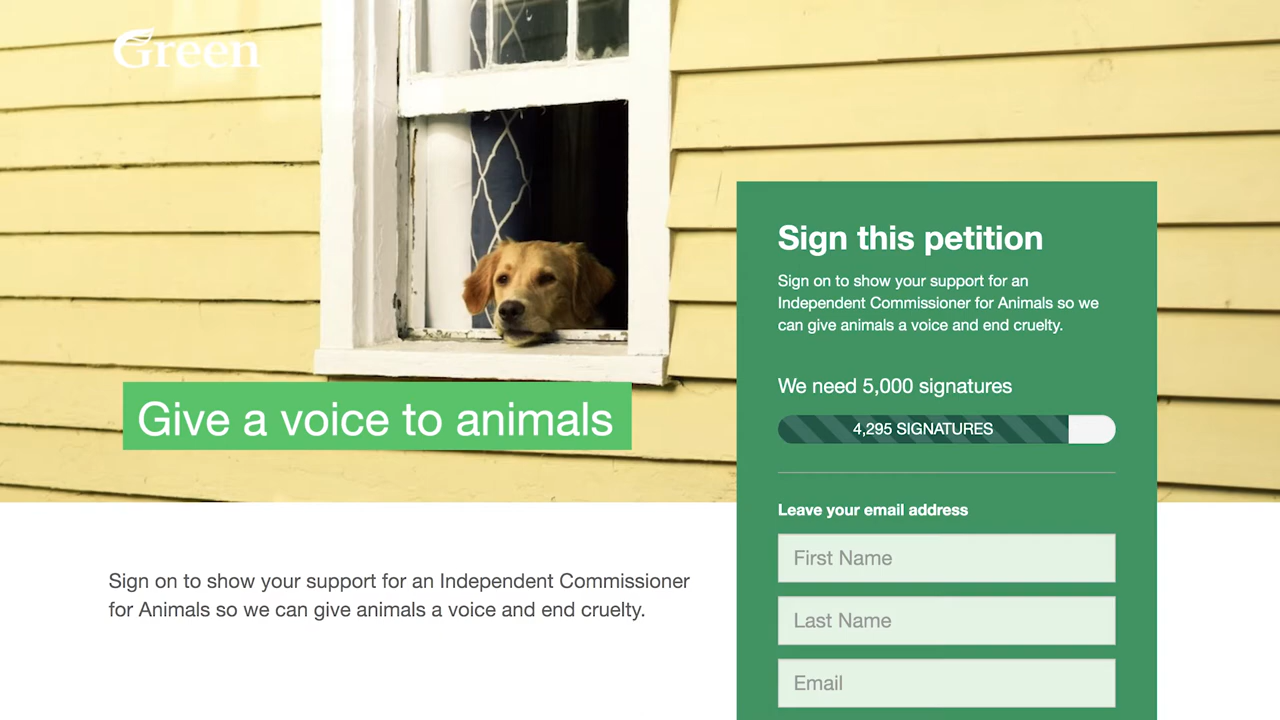 Green
Give a voice to animals
Sign on to show your support for an Independent Commissioner
for Animals so we can give animals a voice and end cruelty.
Sign this petition
Sign on to show your support for an
Independent Commissioner for Animals so we
can give animals a voice and end cruelty.
We need 5,000 signatures
4,295 SIGNATURES
Leave your email address
First Name
Last Name
Email